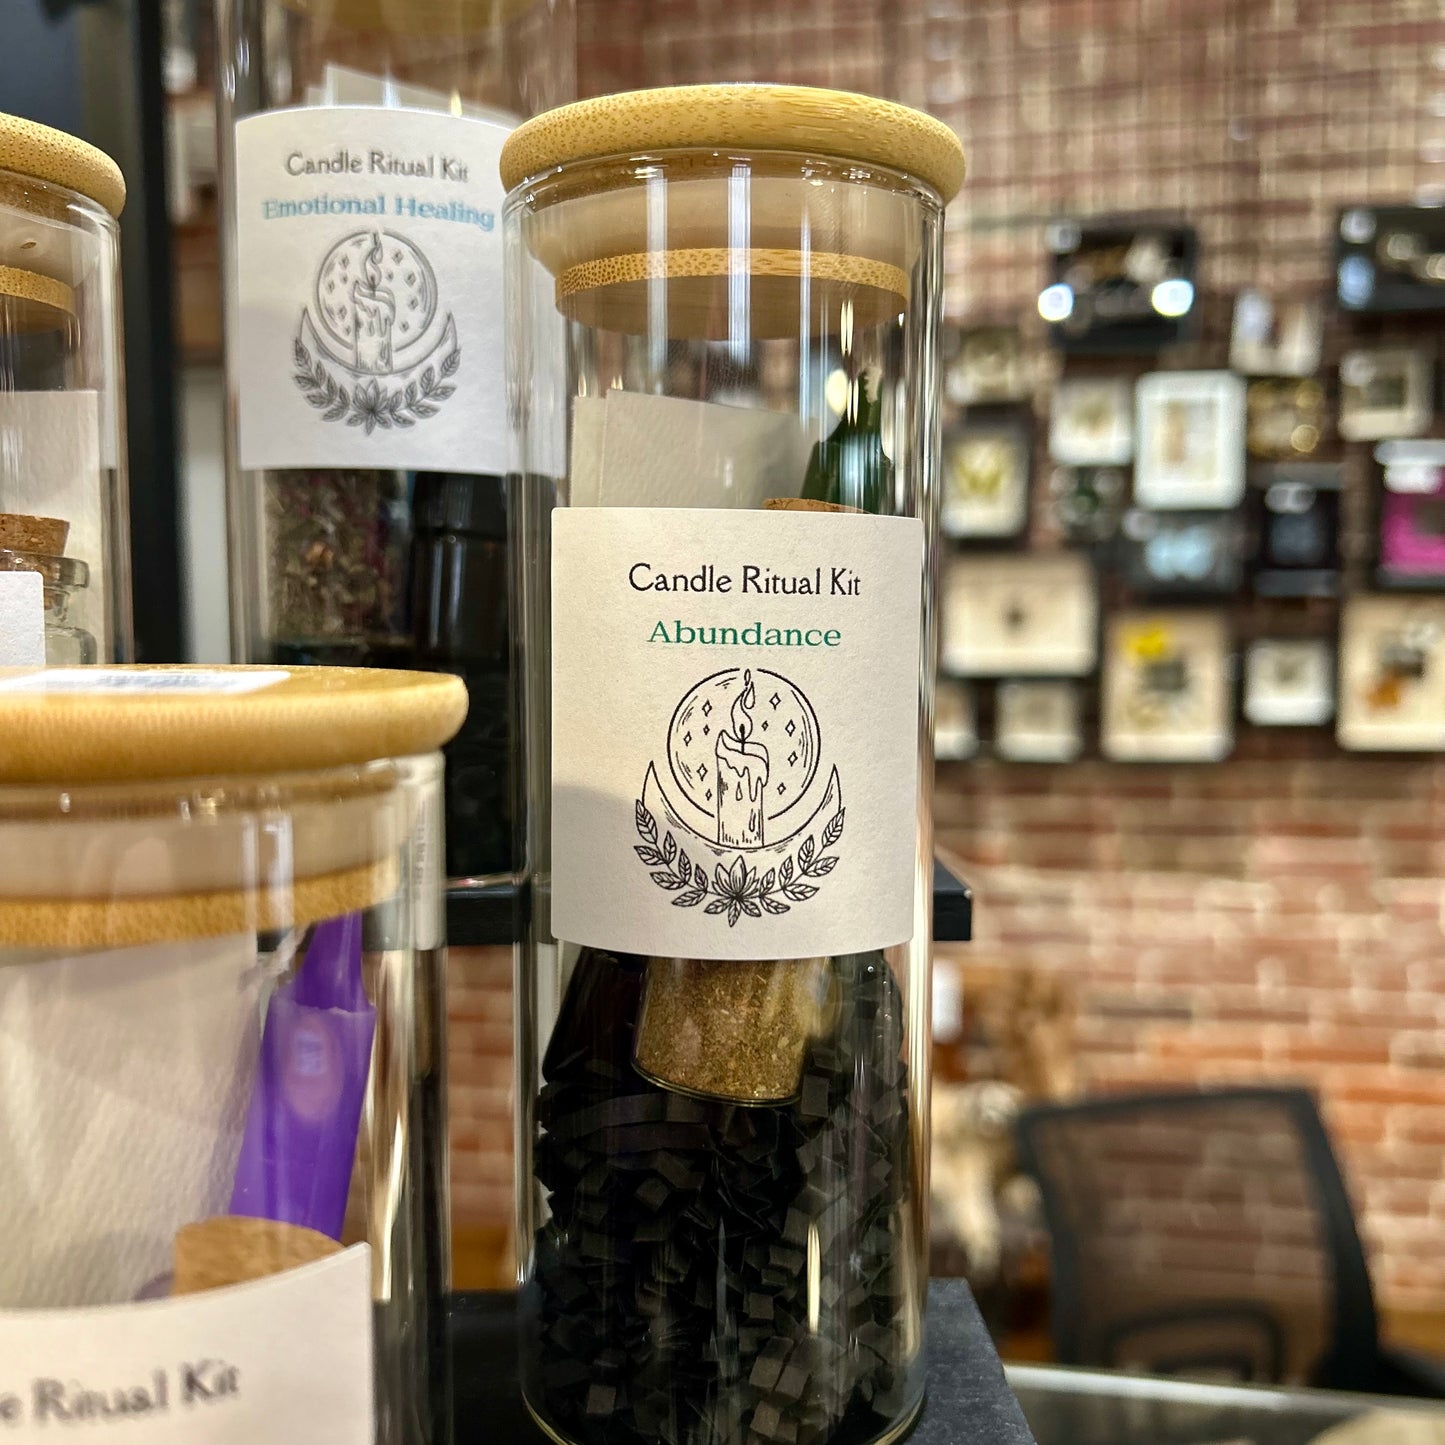 Candle Ritual Kit
Emotional Healing
Candle Ritual Kit
Abundance
Ritual Kit